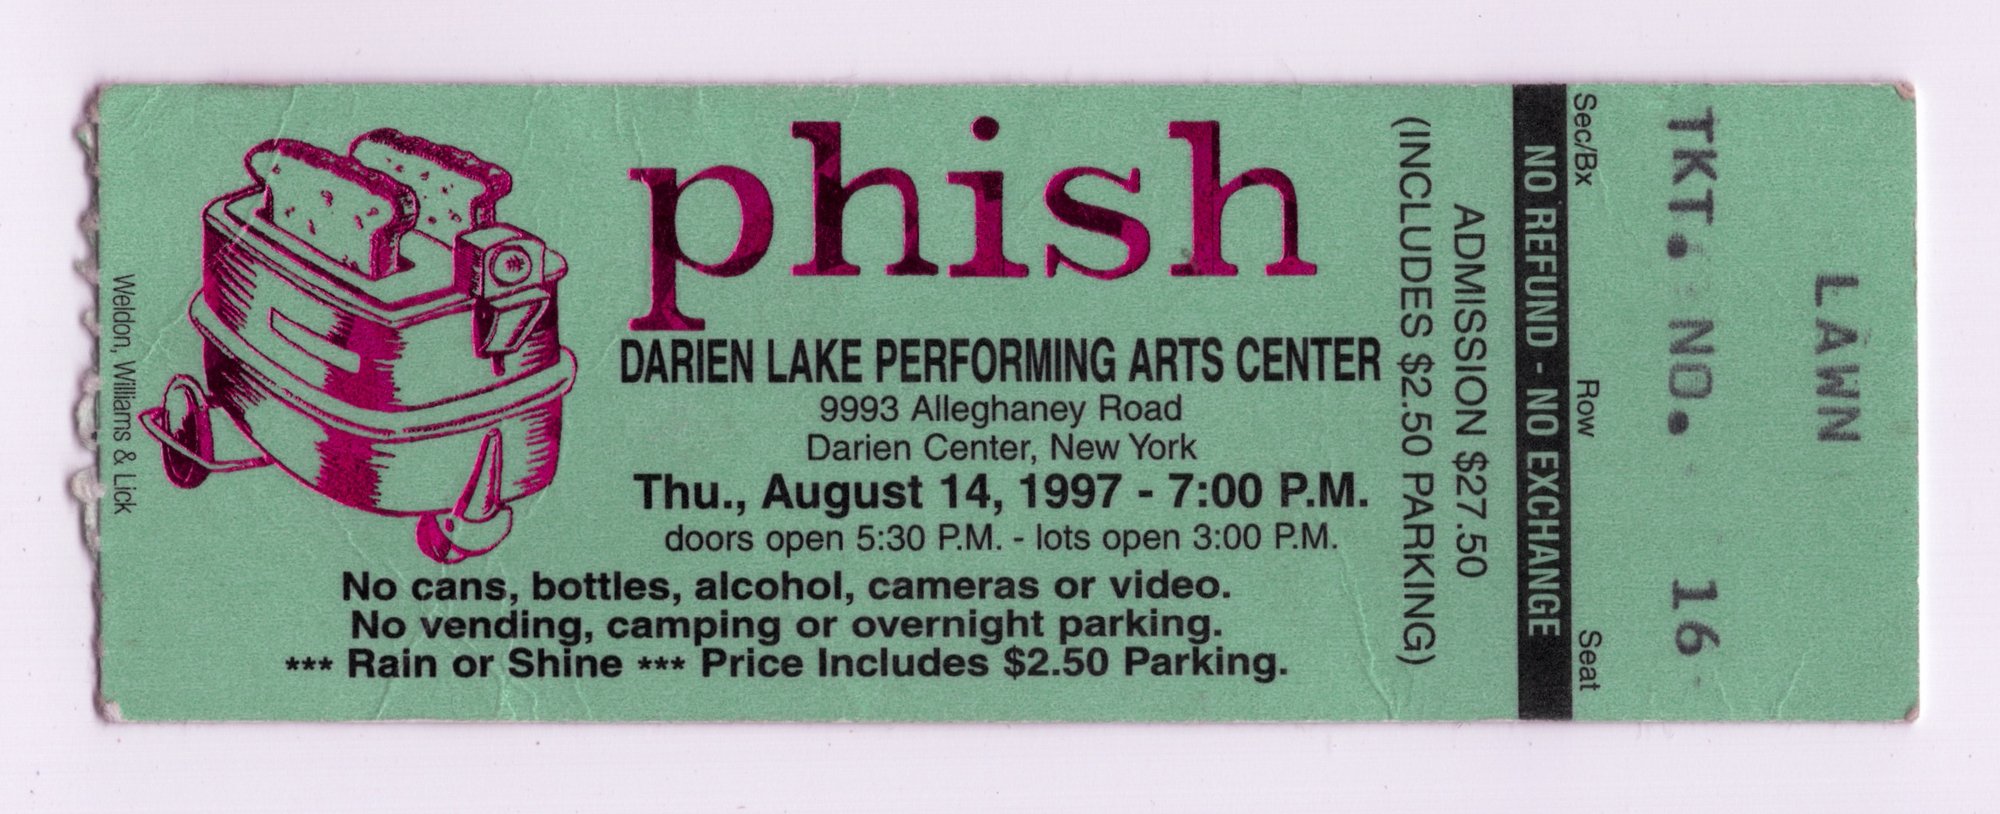 Weldon, Williams & Lick
phish
DARIEN LAKE PERFORMING ARTS CENTER
9993 Alleghaney Road
Darien Center, New York
Thu., August 14, 1997 - 7:00 P.M.
doors open 5:30 P.M. - lots open 3:00 P.M.
No cans, bottles, alcohol, cameras or video.
No vending, camping or overnight parking.
*** Rain or Shine *** Price Includes $2.50 Parking.
ADMISSION $27.50
(INCLUDES $2.50 PARKING)
NO REFUND - NO EXCHANGE
Sec/Bx Row Seat
LAWN
TKT. NO. 16